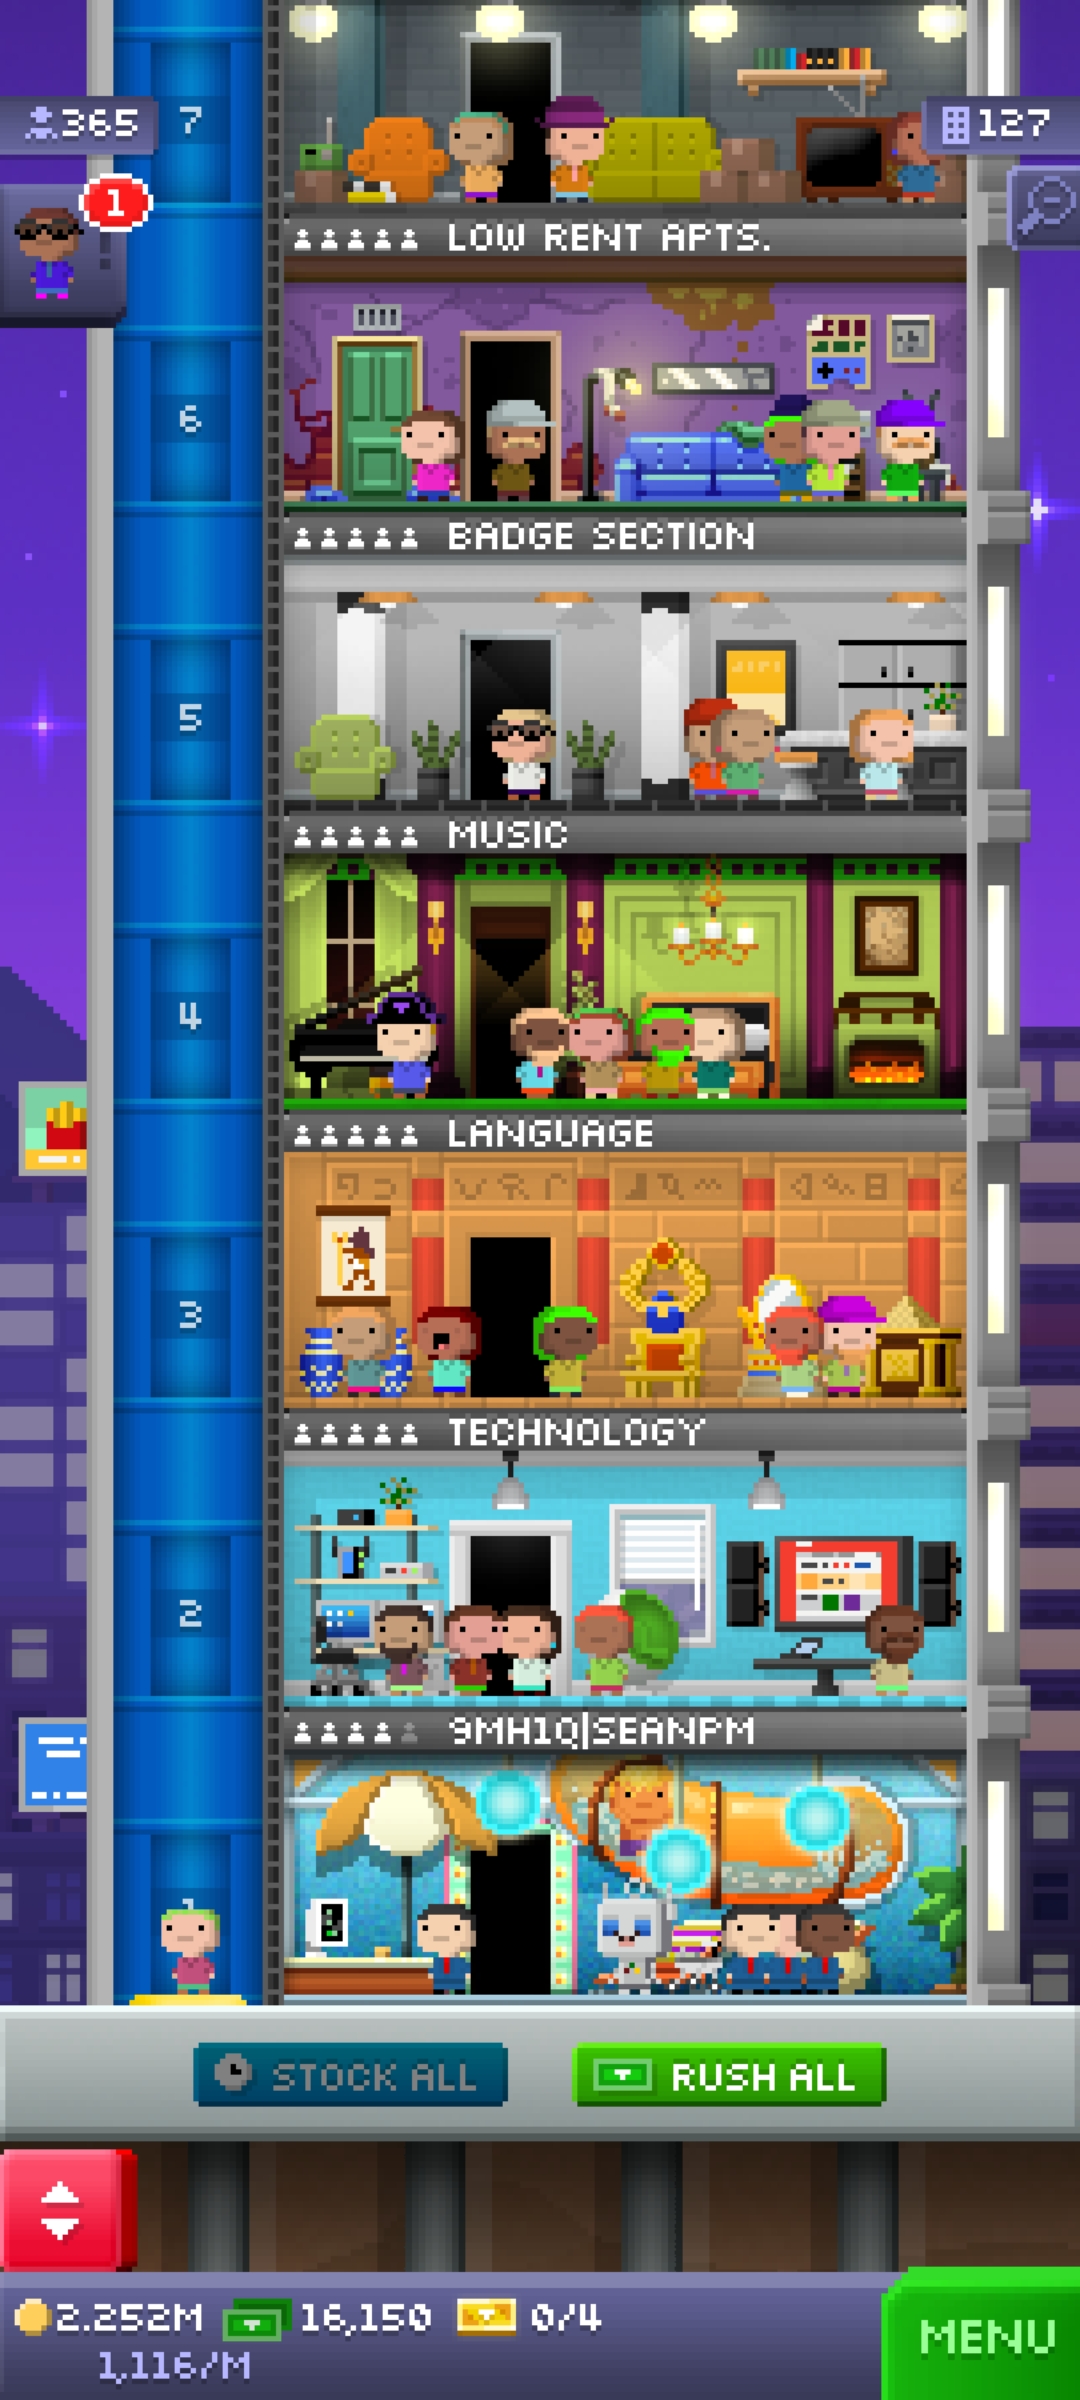 365
7
127
1
LOW RENT APTS.
6
BADGE SECTION
5
MUSIC
4
LANGUAGE
3
TECHNOLOGY
2
9MH1Q|SEANPM
STOCK ALL
RUSH ALL
2.252M
16,150
0/4
1,116/M
MENU